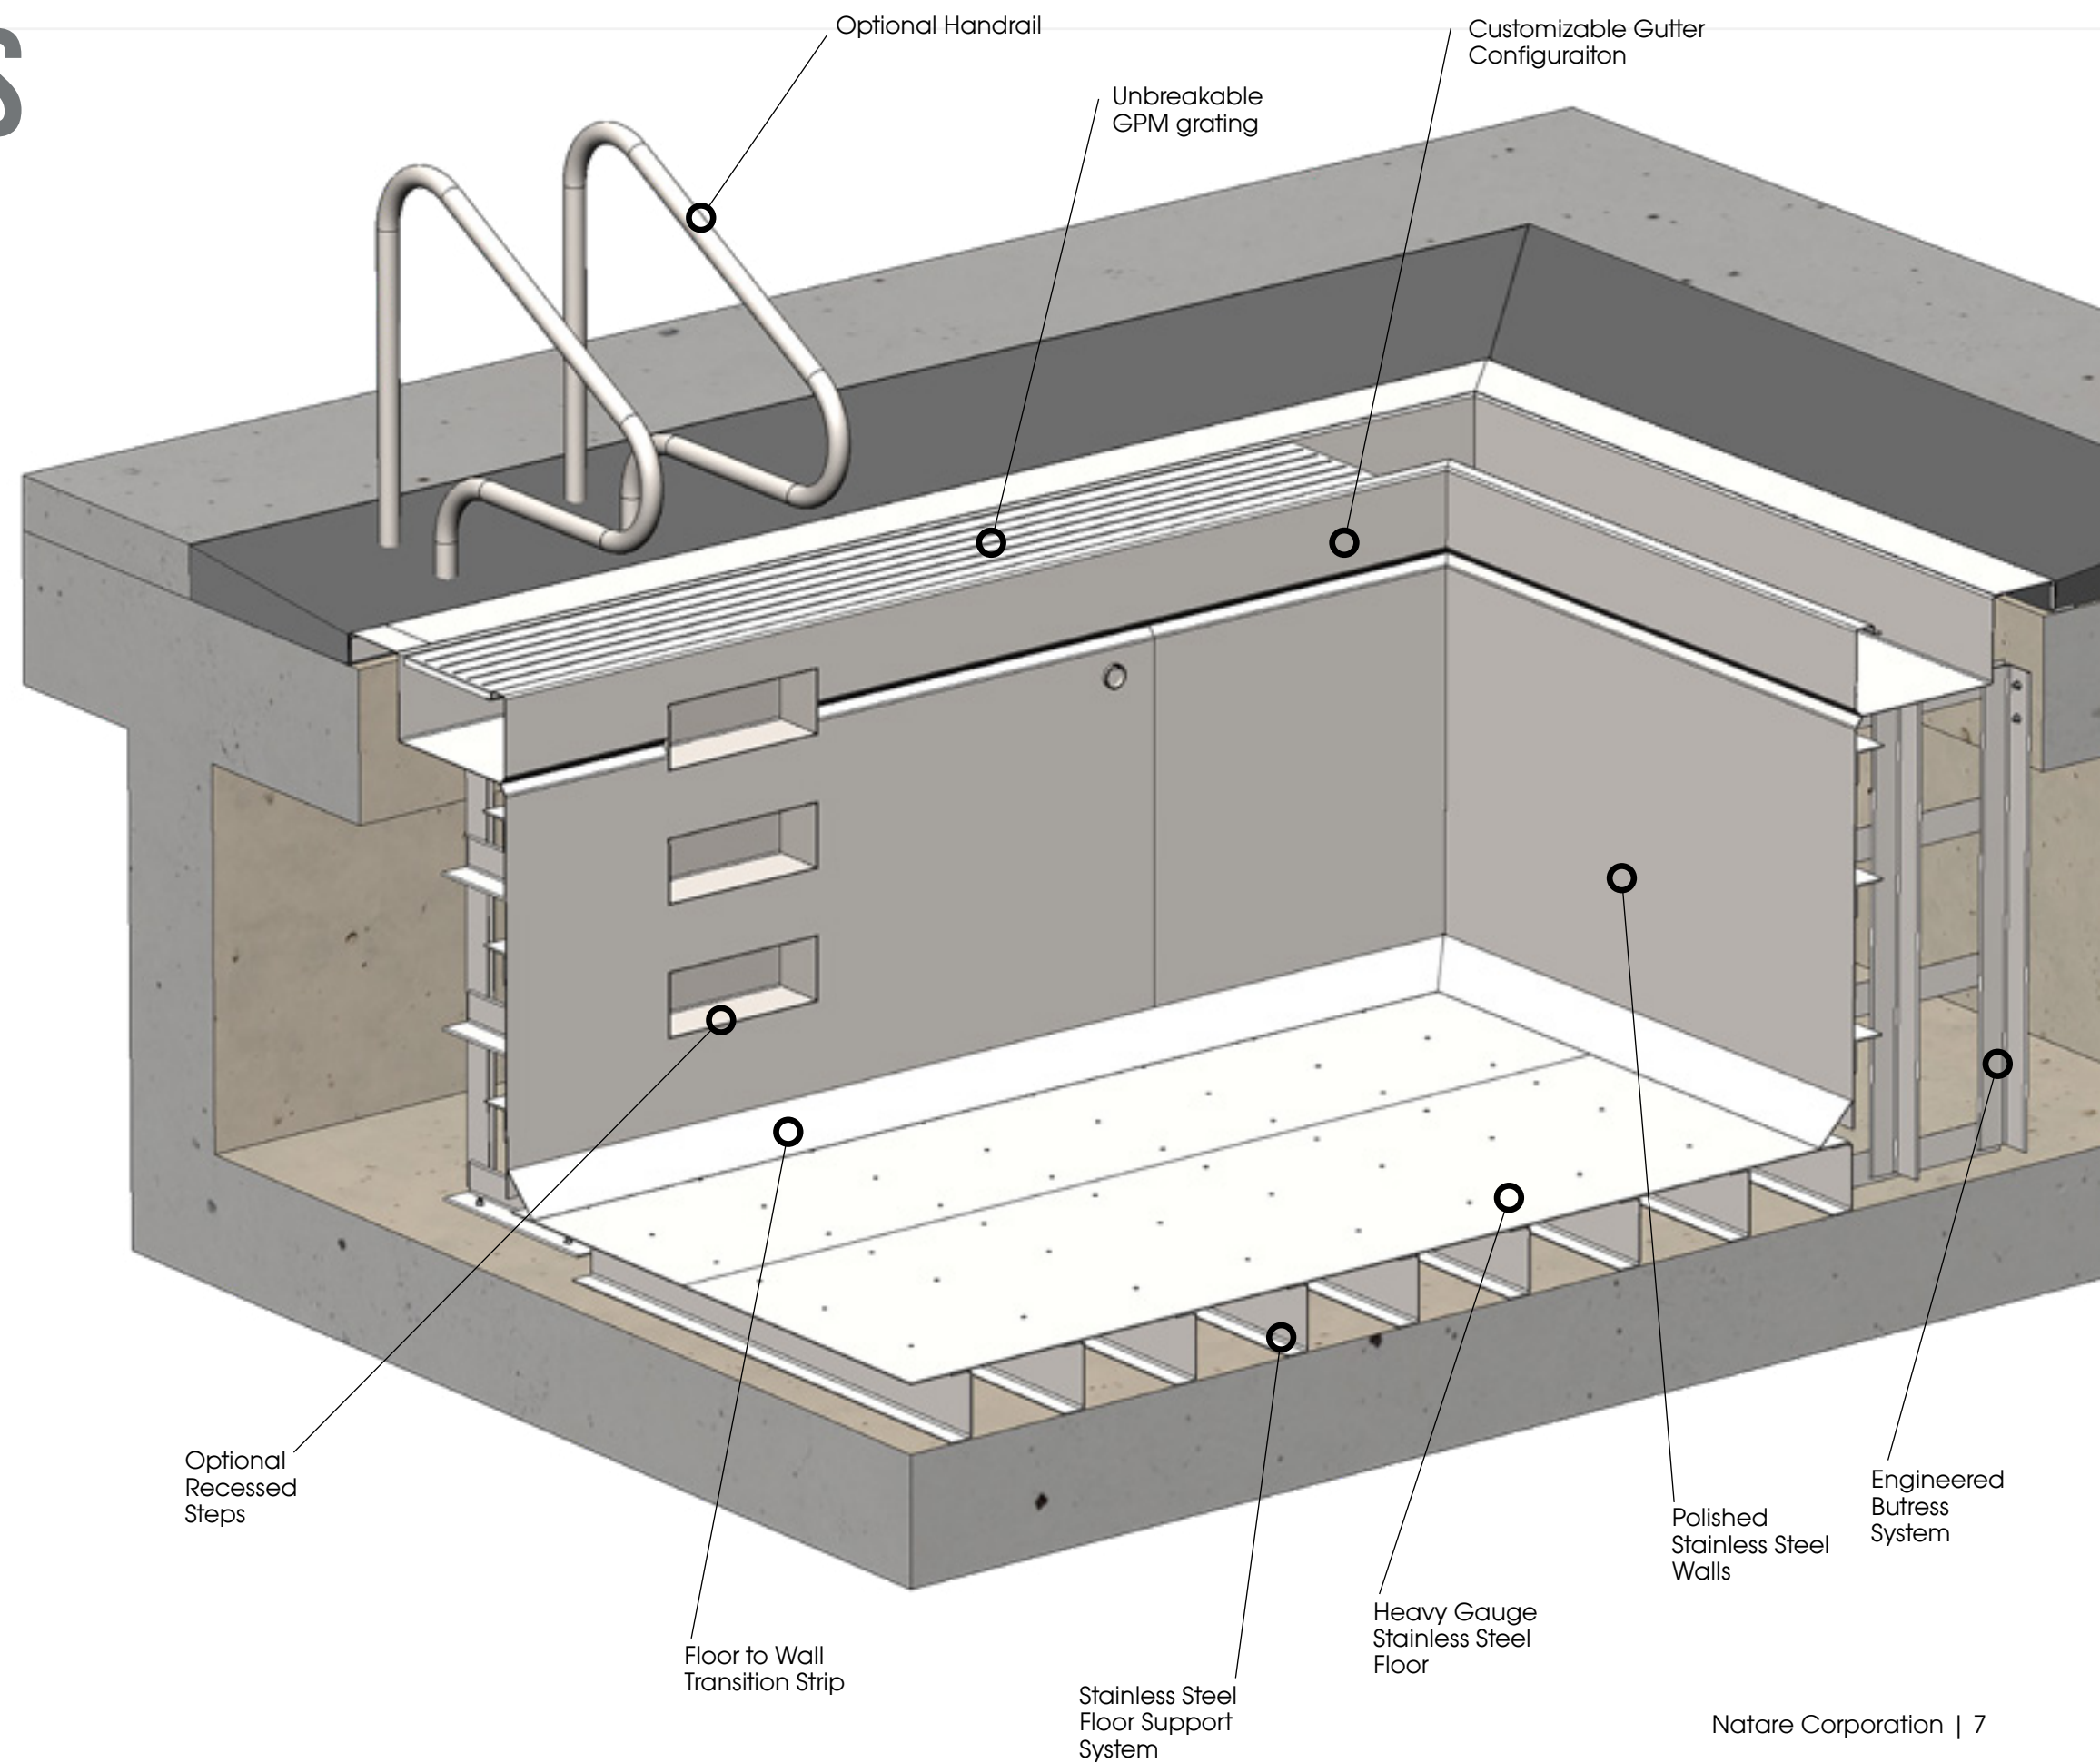 S
Optional Handrail
Customizable Gutter
Configuraiton
Unbreakable
GPM grating
Optional
Recessed
Steps
Engineered
Butress
System
Polished
Stainless Steel
Walls
Heavy Gauge
Stainless Steel
Floor
Floor to Wall
Transition Strip
Stainless Steel
Floor Support
System
Natare Corporation | 7